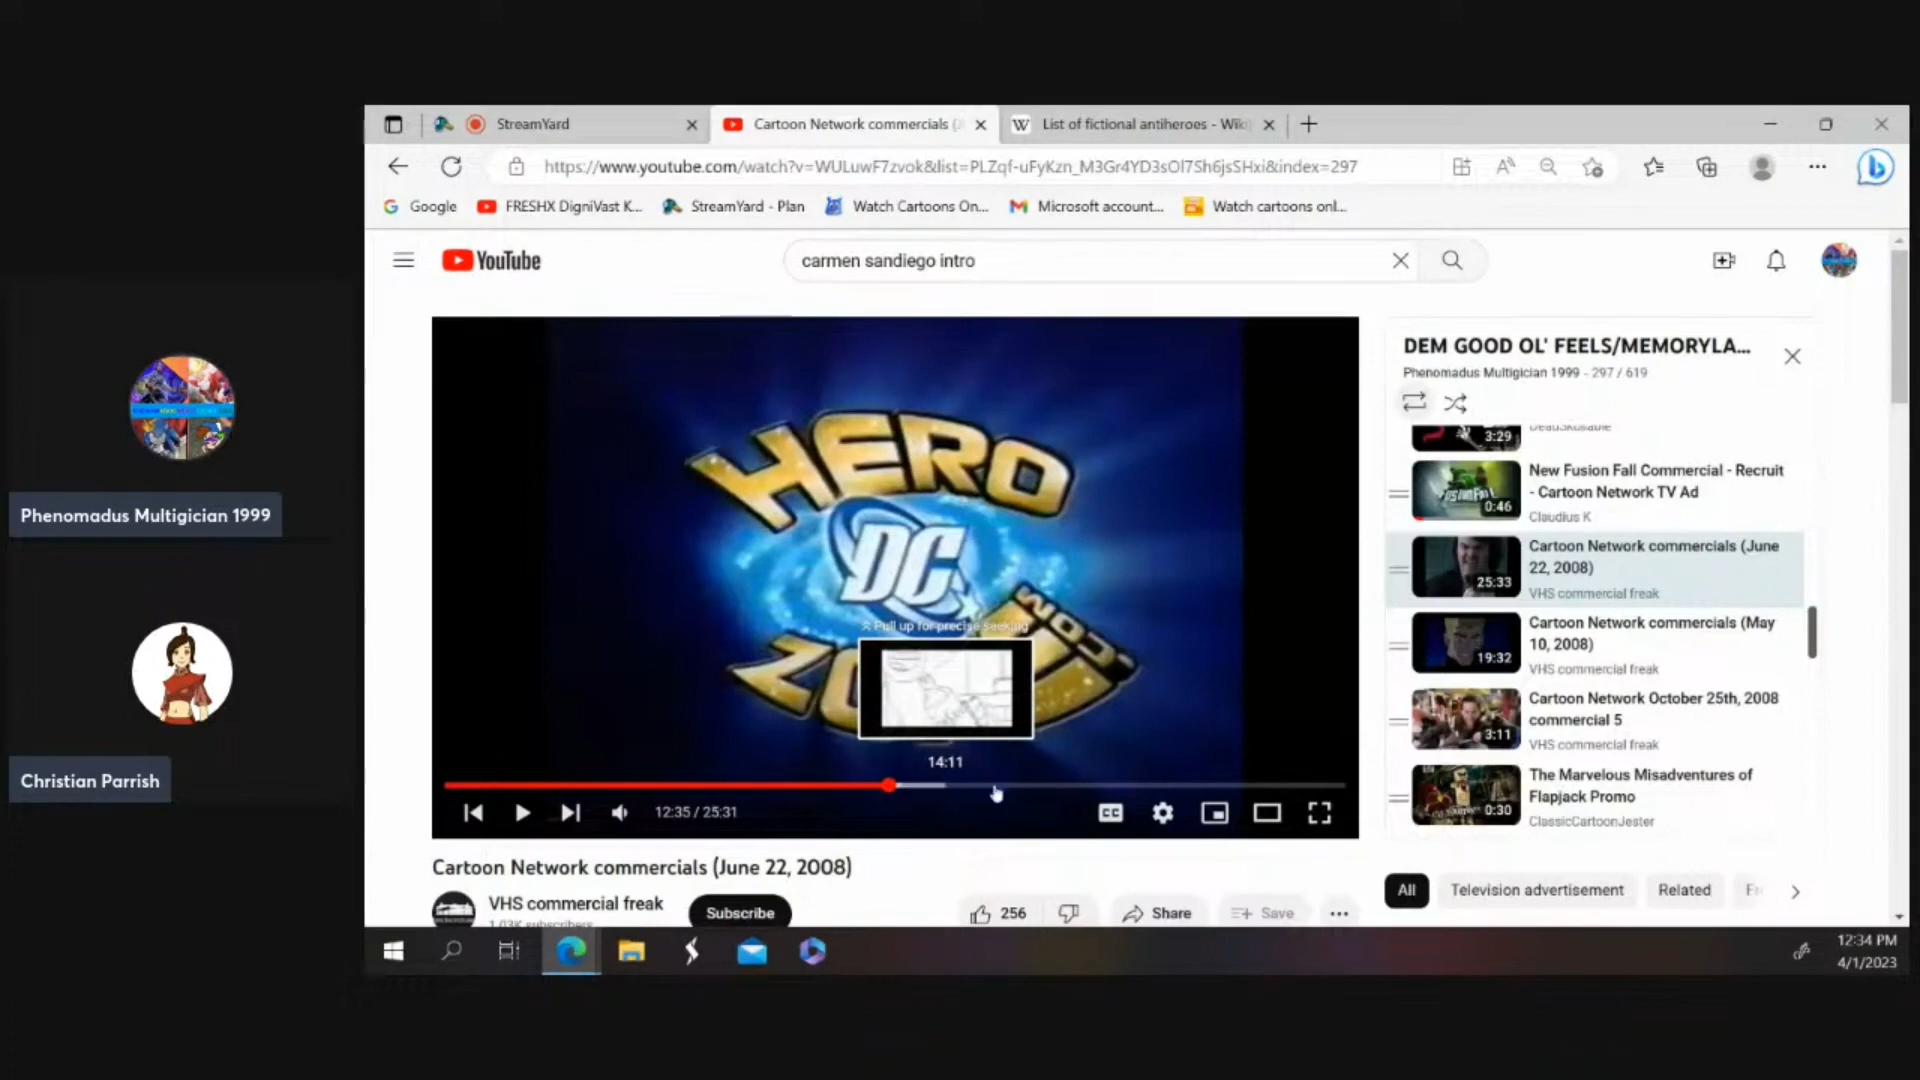 StreamYard
Cartoon Network commercials (
List of fictional antiheroes - Wiki
https://www.youtube.com/watch?v=WULuwF7zvok&list=PLZqf-uFyKzn_M3Gr4YD3sOl7Sh6jsSHxi&index=297
Google
FRESHX DigniVast K...
StreamYard - Plan
Watch Cartoons On...
Microsoft account...
Watch cartoons onl...
YouTube
carmen sandiego intro
HERO
DC
ZO
.COM
Pull up for precise seeking
14:11
12:35 / 25:31
CC
Cartoon Network commercials (June 22, 2008)
VHS commercial freak
1.03K subscribers
Subscribe
256
Share
Save
DEM GOOD OL' FEELS/MEMORYLA...
Phenomadus Multigician 1999 - 297 / 619
3:29
New Fusion Fall Commercial - Recruit
- Cartoon Network TV Ad
0:46
Claudius K
Cartoon Network commercials (June
22, 2008)
25:33
VHS commercial freak
Cartoon Network commercials (May
10, 2008)
19:32
VHS commercial freak
Cartoon Network October 25th, 2008
commercial 5
3:11
VHS commercial freak
The Marvelous Misadventures of
Flapjack Promo
0:30
ClassicCartoonJester
All
Television advertisement
Related
Phenomadus Multigician 1999
Christian Parrish
12:34 PM
4/1/2023